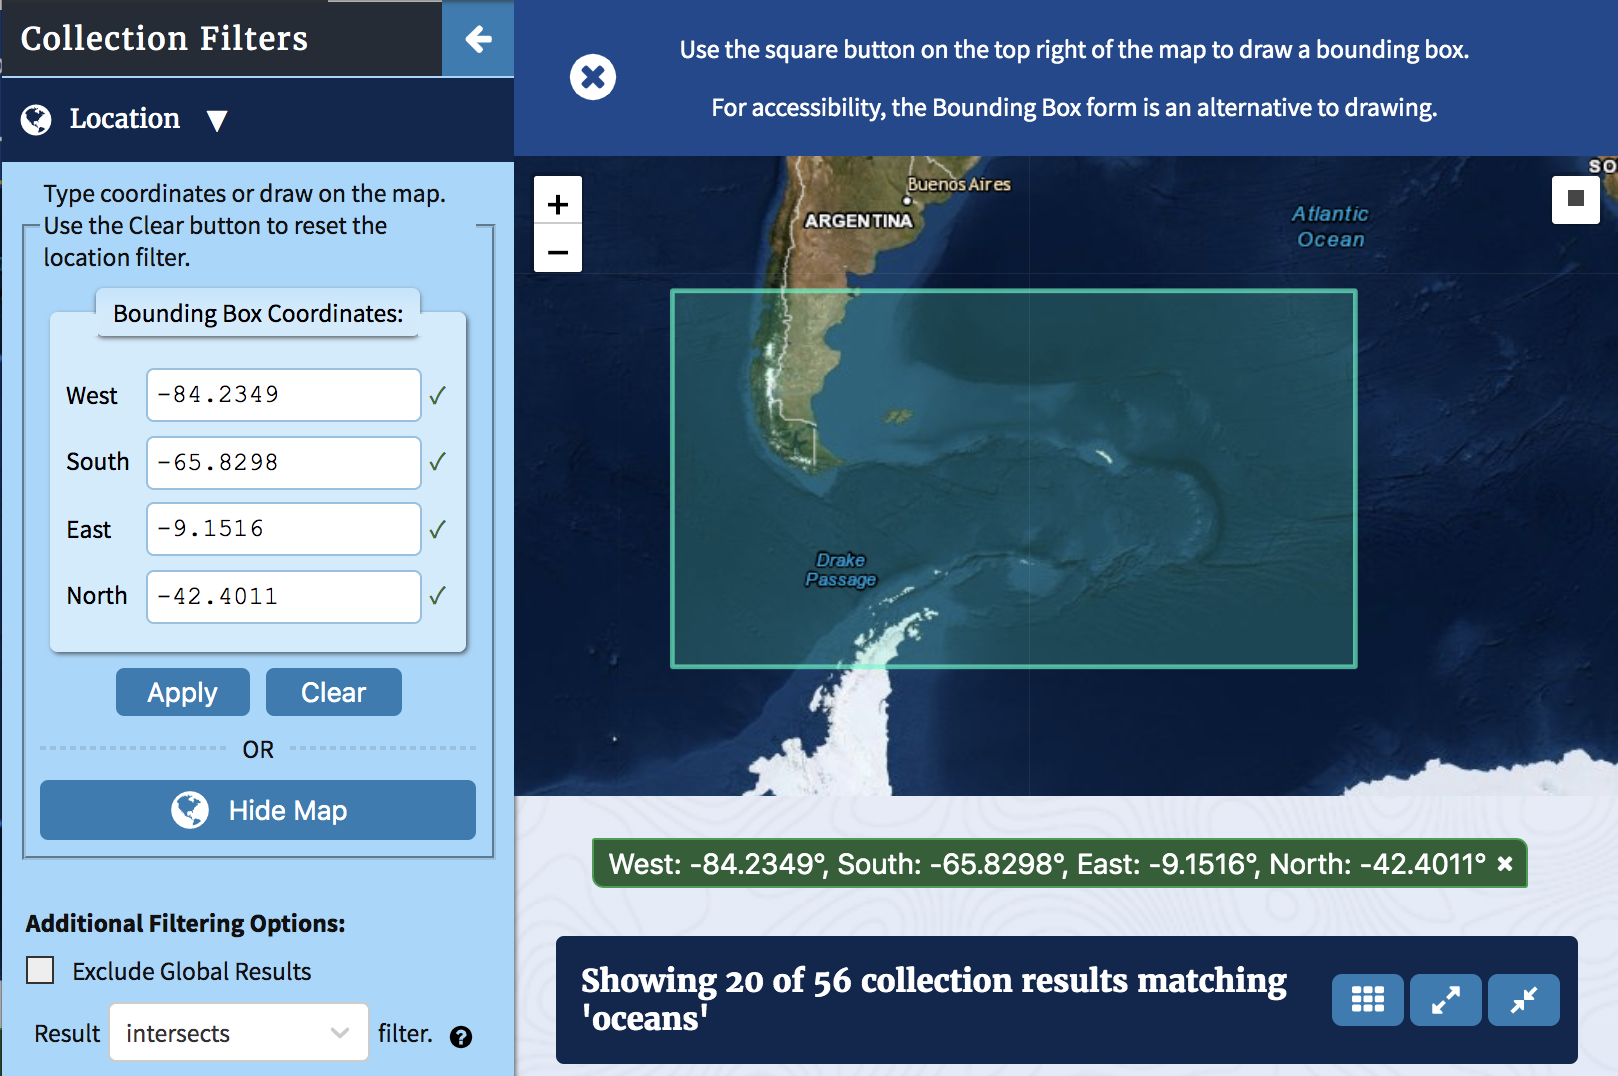 Collection Filters
Location
Type coordinates or draw on the map.
Use the Clear button to reset the
location filter.
Bounding Box Coordinates:
West -84.2349
South -65.8298
East -9.1516
North -42.4011
Apply Clear
OR
Hide Map
Additional Filtering Options:
Exclude Global Results
Result intersects filter.
Use the square button on the top right of the map to draw a bounding box.
For accessibility, the Bounding Box form is an alternative to drawing.
+
−
Buenos Aires
ARGENTINA
Atlantic
Ocean
SO
Drake
Passage
West: -84.2349°, South: -65.8298°, East: -9.1516°, North: -42.4011° ×
Showing 20 of 56 collection results matching
'oceans'